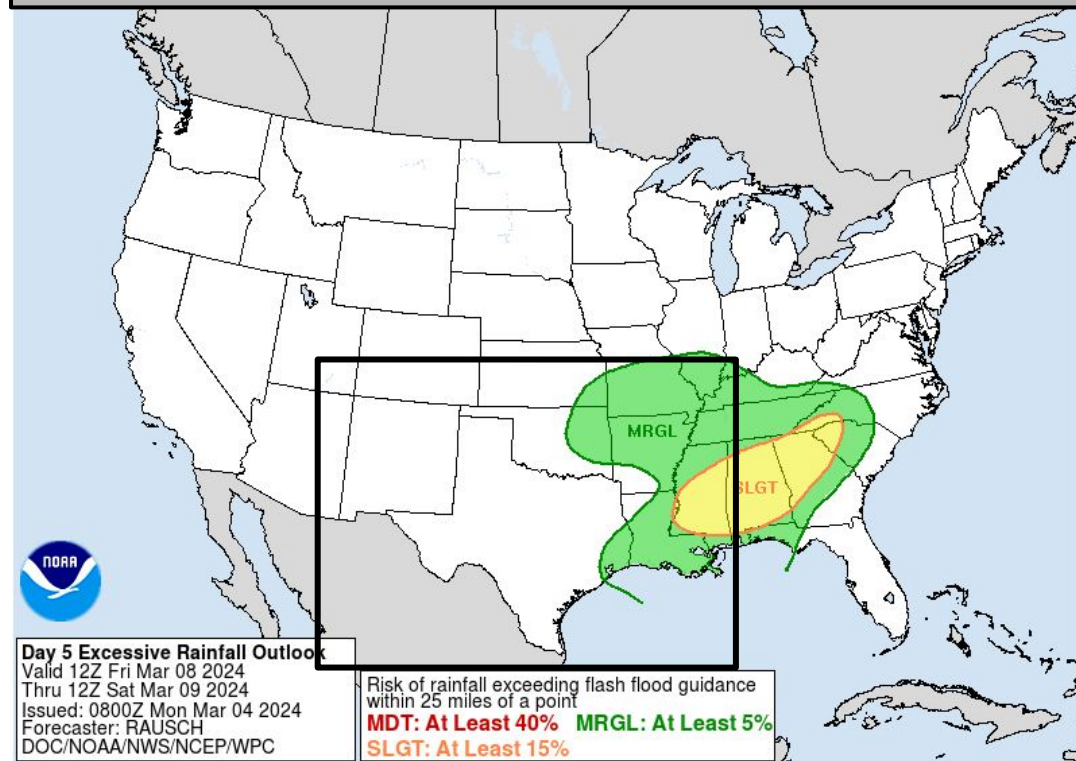 MRGL
SLGT
NOAA
Day 5 Excessive Rainfall Outlook
Valid 12Z Fri Mar 08 2024
Thru 12Z Sat Mar 09 2024
Issued: 0800Z Mon Mar 04 2024
Forecaster: RAUSCH
DOC/NOAA/NWS/NCEP/WPC
Risk of rainfall exceeding flash flood guidance
within 25 miles of a point
MDT: At Least 40% MRGL: At Least 5%
SLGT: At Least 15%